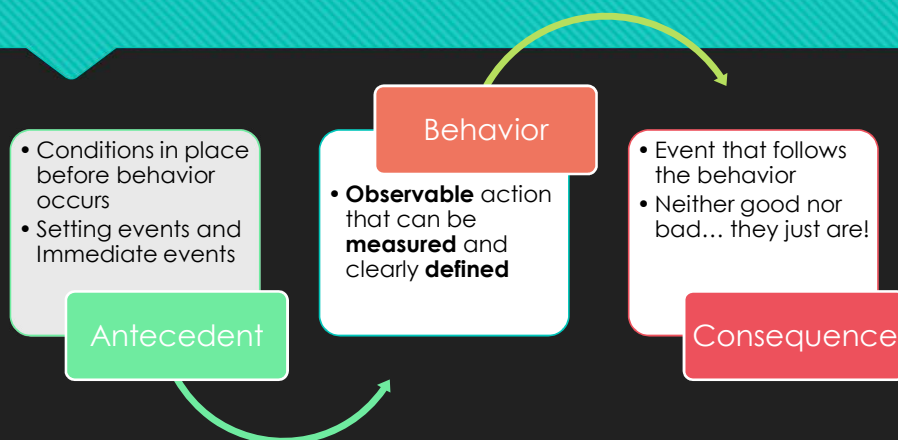 • Conditions in place
before behavior
occurs
• Setting events and
Immediate events
Antecedent
Behavior
• Observable action
that can be
measured and
clearly defined
• Event that follows
the behavior
• Neither good nor
bad... they just are!
Consequence